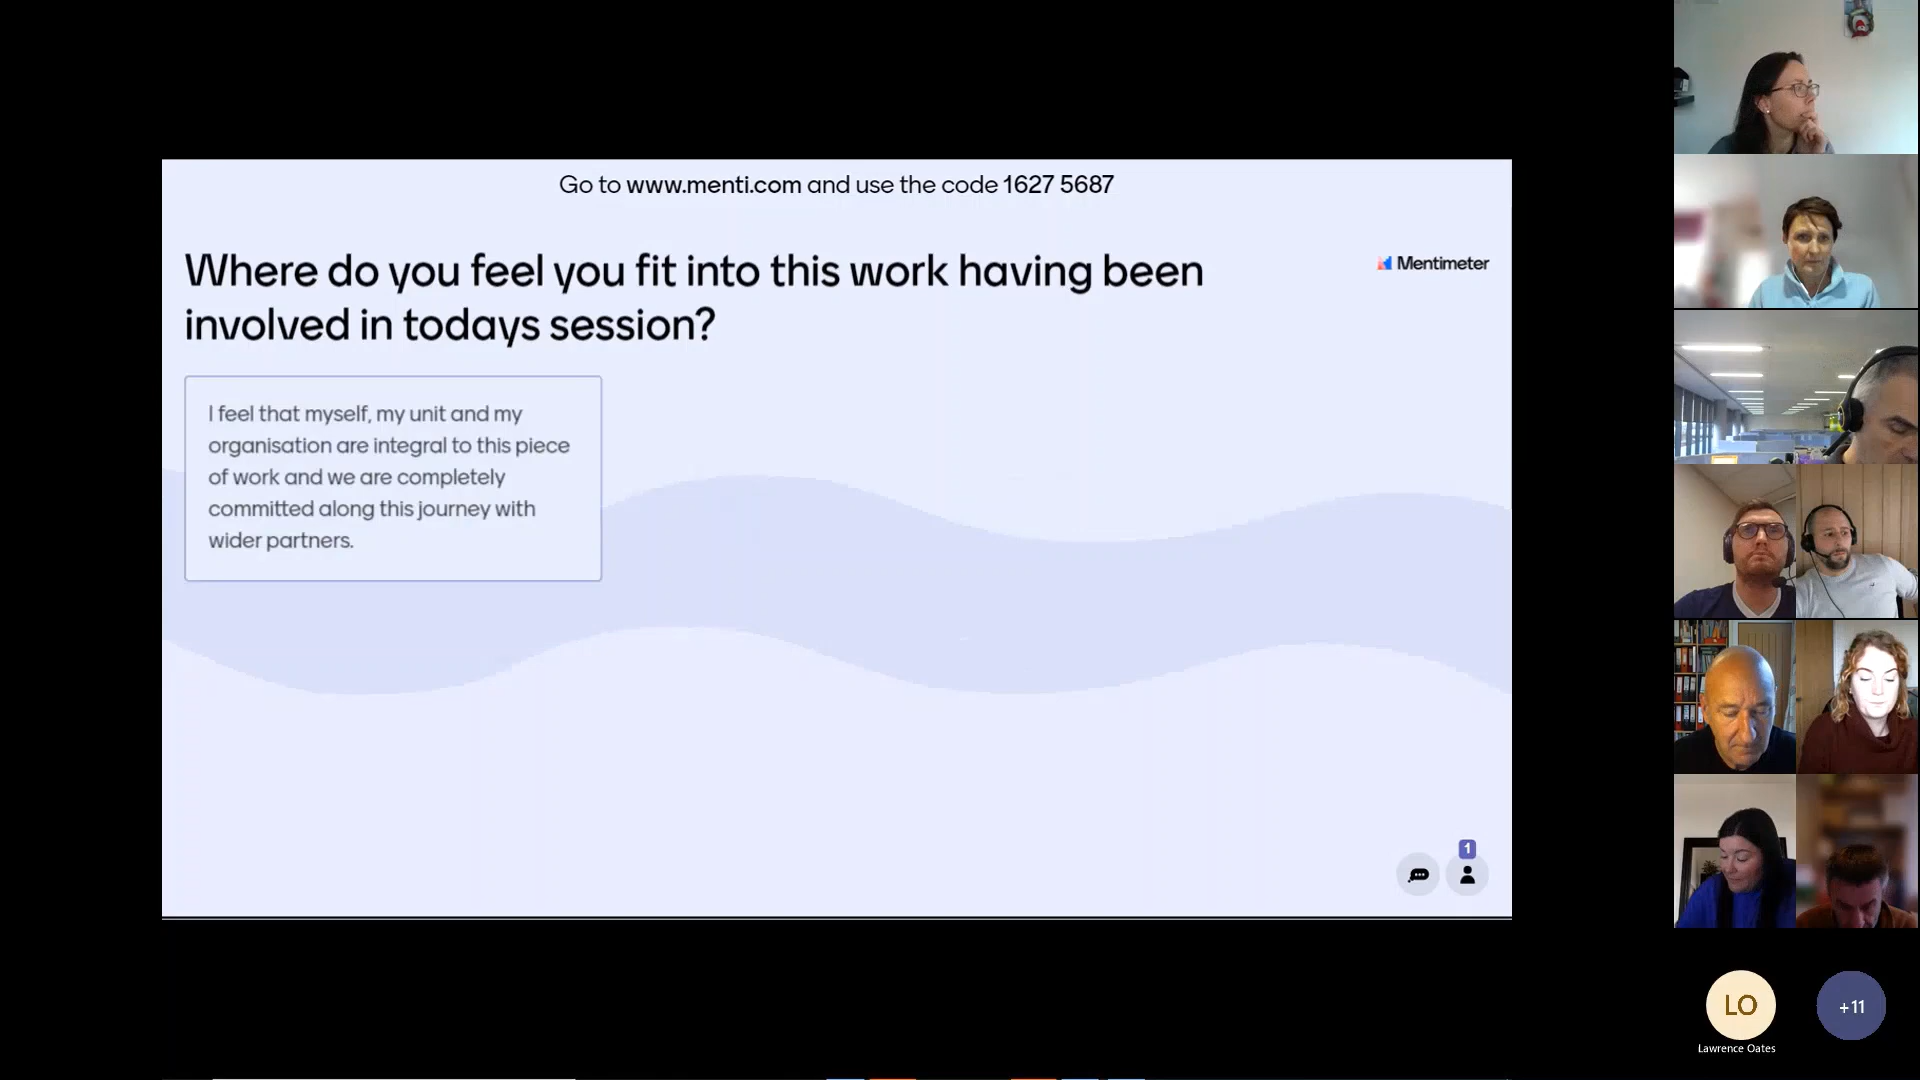 Go to www.menti.com and use the code 1627 5687
Where do you feel you fit into this work having been
involved in todays session?
Mentimeter
I feel that myself, my unit and my
organisation are integral to this piece
of work and we are completely
committed along this journey with
wider partners.
1
LO
+11
Lawrence Oates